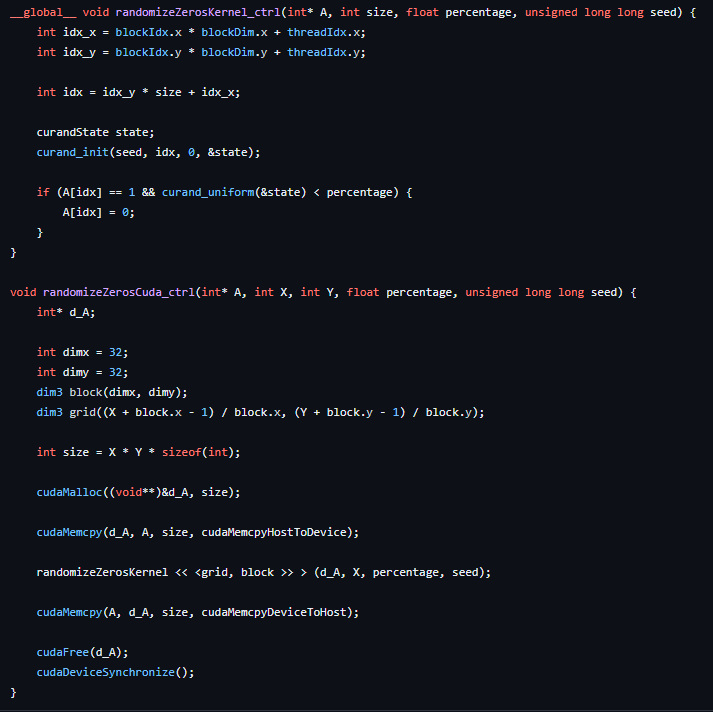 __global__ void randomizeZerosKernel_ctrl(int* A, int size, float percentage, unsigned long long seed) {
    int idx_x = blockIdx.x * blockDim.x + threadIdx.x;
    int idx_y = blockIdx.y * blockDim.y + threadIdx.y;

    int idx = idx_y * size + idx_x;

    curandState state;
    curand_init(seed, idx, 0, &state);

    if (A[idx] == 1 && curand_uniform(&state) < percentage) {
        A[idx] = 0;
    }
}

void randomizeZerosCuda_ctrl(int* A, int X, int Y, float percentage, unsigned long long seed) {
    int* d_A;

    int dimx = 32;
    int dimy = 32;
    dim3 block(dimx, dimy);
    dim3 grid((X + block.x - 1) / block.x, (Y + block.y - 1) / block.y);

    int size = X * Y * sizeof(int);

    cudaMalloc((void**)&d_A, size);

    cudaMemcpy(d_A, A, size, cudaMemcpyHostToDevice);

    randomizeZerosKernel << <grid, block >> > (d_A, X, percentage, seed);

    cudaMemcpy(A, d_A, size, cudaMemcpyDeviceToHost);

    cudaFree(d_A);
    cudaDeviceSynchronize();
}